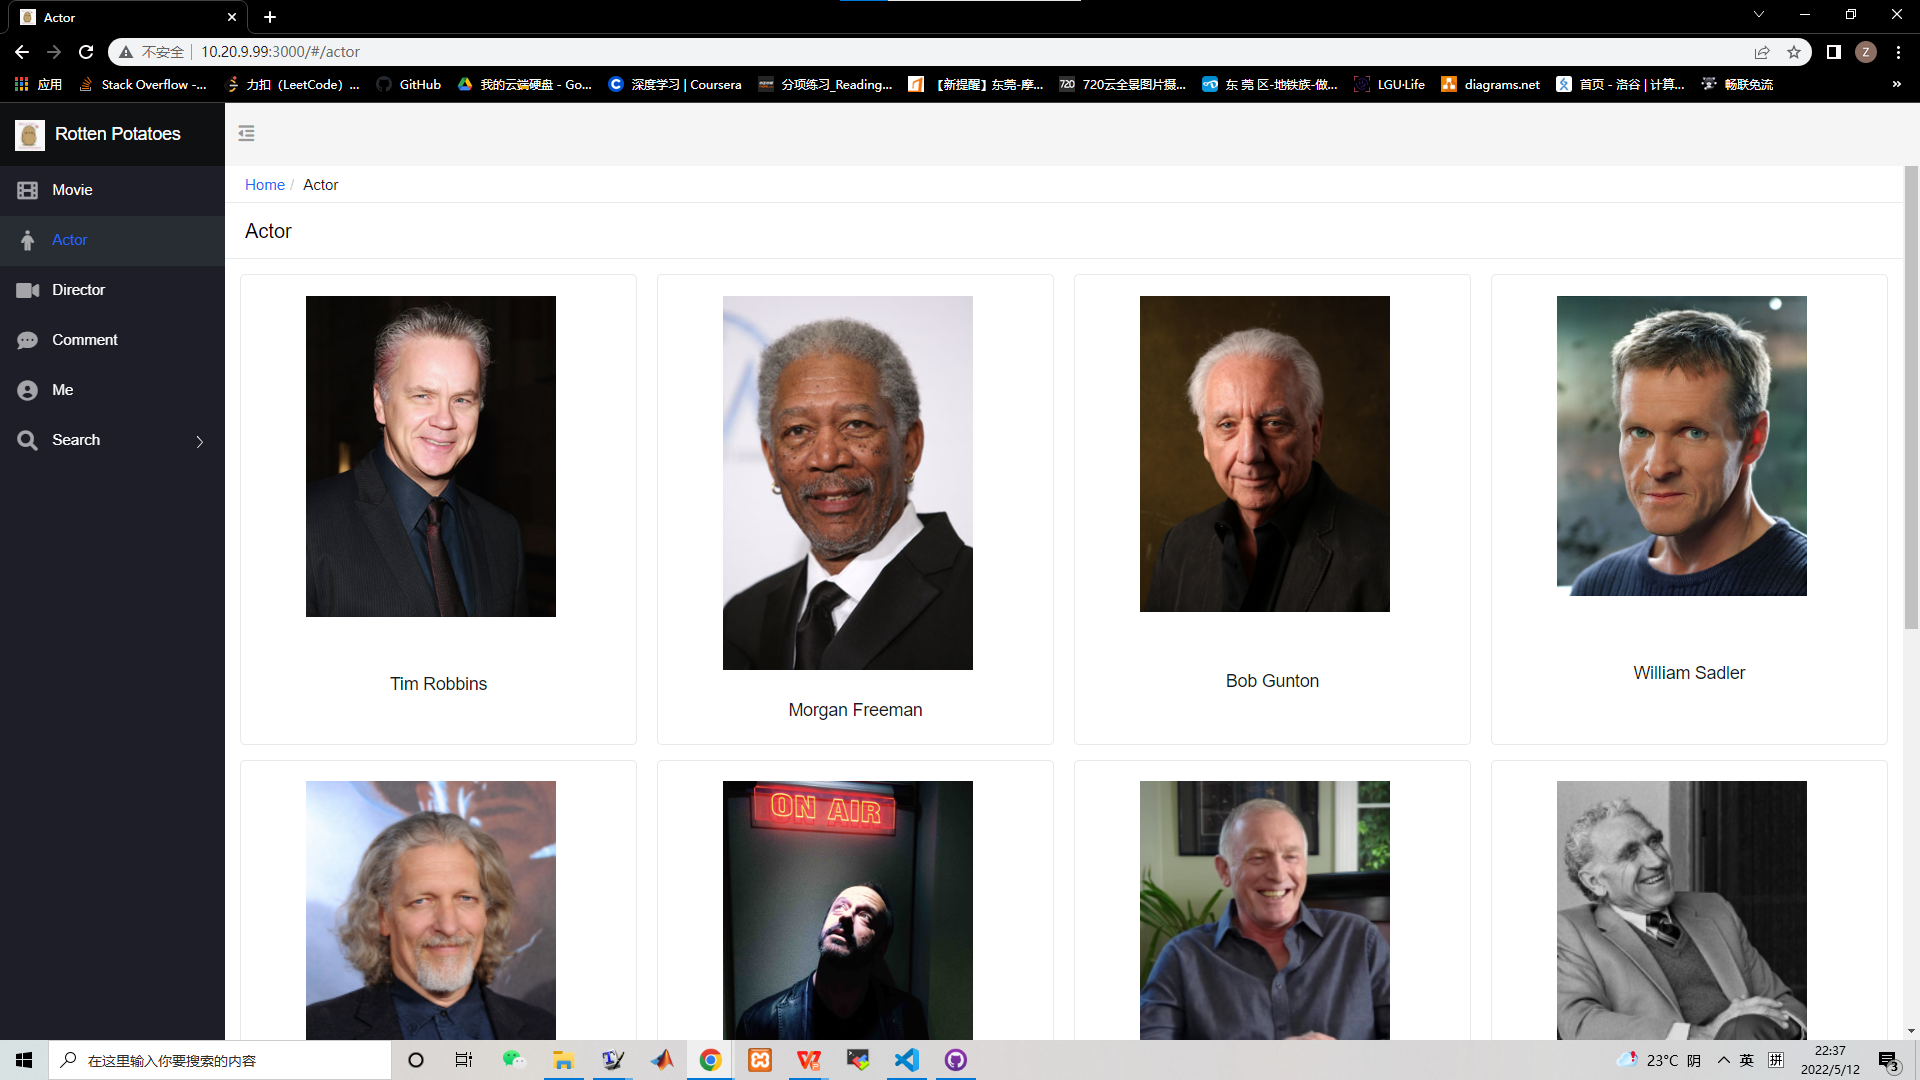 Actor
不安全 10.20.9.99:3000/#/actor
Z
应用 Stack Overflow -... 力扣 (LeetCode) ... GitHub 我的云端硬盘 - Go... 深度学习 | Coursera 分项练习_Reading... 【新提醒】东莞-摩... 720云全景图片摄... 东 莞 区-地铁族-做... LGU·Life diagrams.net 首页 - 洛谷 | 计算... 畅联免流 »
Rotten Potatoes
Movie
Actor
Director
Comment
Me
Search
Home / Actor
Actor
Tim Robbins
Morgan Freeman
Bob Gunton
William Sadler
ON AIR
在这里输入你要搜索的内容
23°C 阴 英 拼
22:37
2022/5/12
3